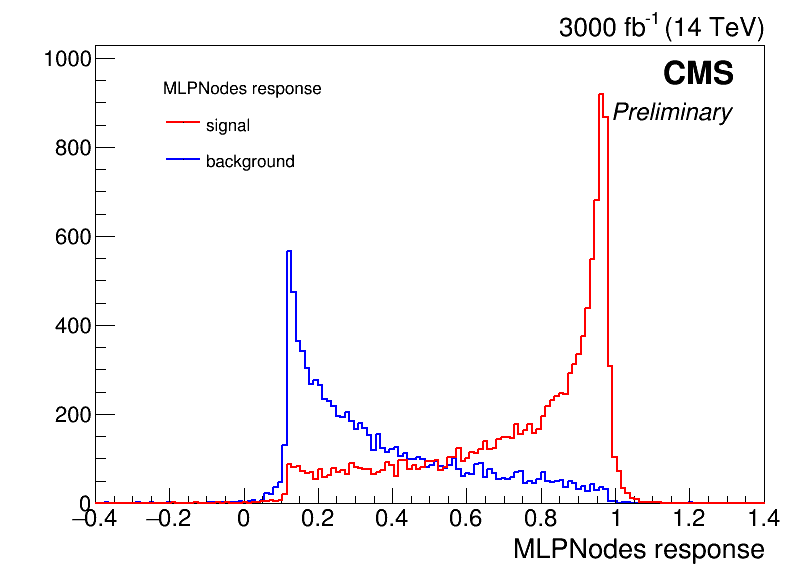 3000 fb⁻¹ (14 TeV)
1000
CMS
MLPNodes response
Preliminary
signal
800
background
600
400
200
0
−0.4 −0.2 0 0.2 0.4 0.6 0.8 1 1.2 1.4
MLPNodes response